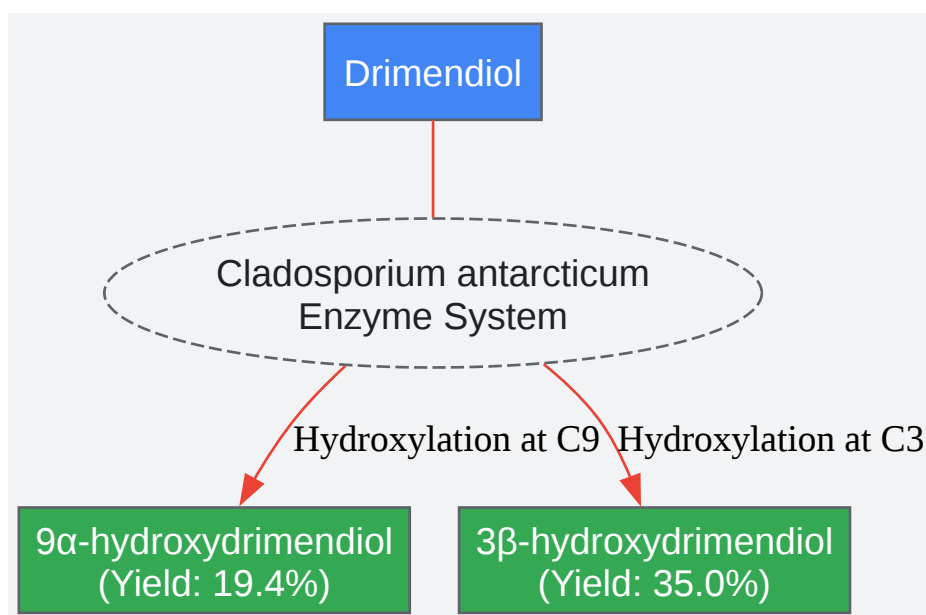 Drimendiol
Cladosporium antarcticum
Enzyme System
Hydroxylation at C9
Hydroxylation at C3
9α-hydroxydrimendiol
(Yield: 19.4%)
3β-hydroxydrimendiol
(Yield: 35.0%)